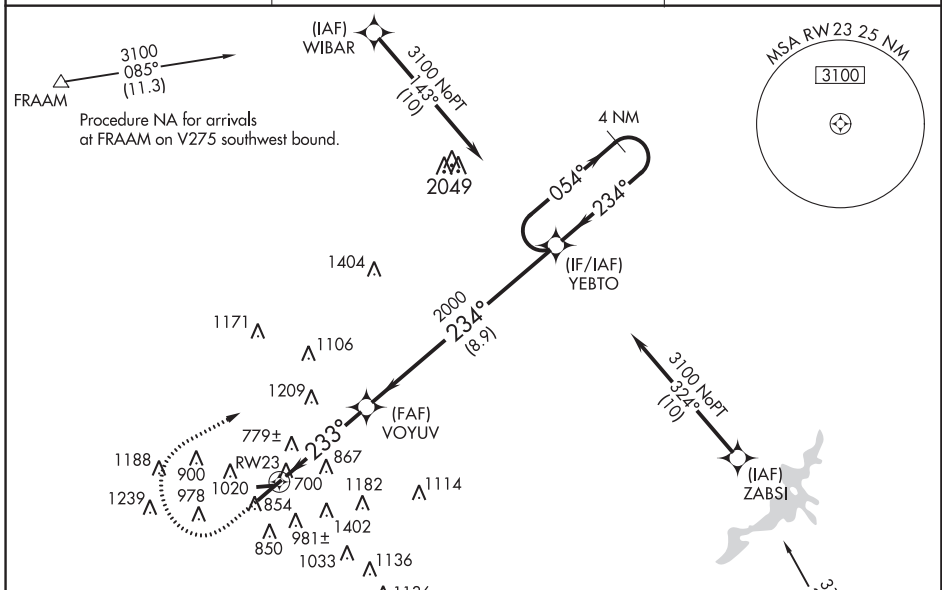 (IAF)
WIBAR
3100
085°
(11.3)
FRAAM
Procedure NA for arrivals
at FRAAM on V275 southwest bound.
3100 NoPT
143°
(10)
2049
MSA RW 23 25 NM
3100
4 NM
054°
234°
(IF/IAF)
YEBTO
1404
2000
234°
(8.9)
1171
1106
1209
(FAF)
VOYUV
3100 NoPT
324°
(10)
(IAF)
ZABSI
779±
233°
1188
900
RW23
867
1020
700
1239
978
854
1182
1114
850
981±
1402
1033
1136